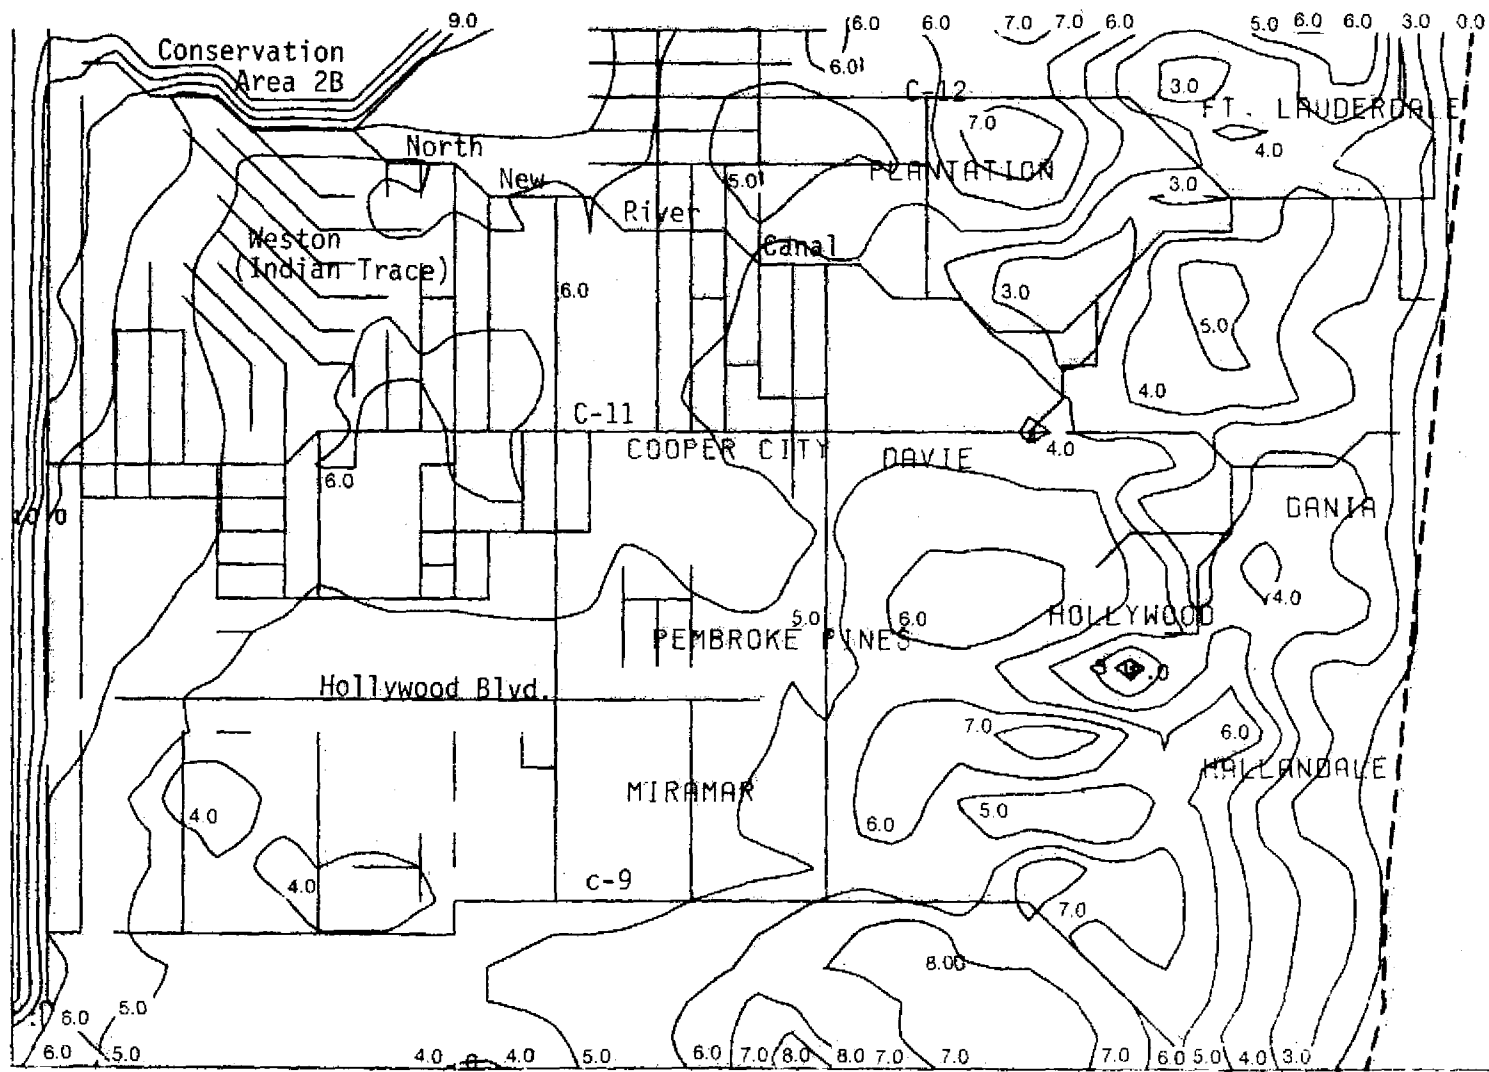 9.0
6.0 6.0 7.0 7.0 6.0 5.0 6.0 6.0 3.0 0.0
Conservation
Area 2B
6.0
C-12
3.0
FT. LAUDERDALE
7.0
4.0
North
PLANTATION
New
5.0
3.0
River
Weston
(Indian Trace)
Canal
6.0
3.0
5.0
4.0
C-11
COOPER CITY
DAVIE
4.0
6.0
DANIA
4.0
5.0
6.0
HOLLYWOOD
PEMBROKE PINES
.0
Hollywood Blvd.
7.0
6.0
HALLANDALE
MIRAMAR
4.0
6.0
5.0
4.0
c-9
7.0
8.00
6.0
5.0
6.0 5.0 4.0 4.0 5.0 6.0 7.0 8.0 8.0 7.0 7.0 7.0 6.0 5.0 4.0 3.0